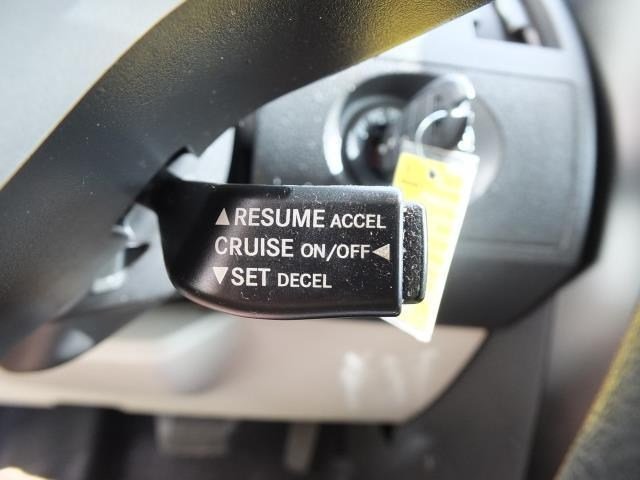 ▲RESUME ACCEL
CRUISE ON/OFF◀
▼SET DECEL